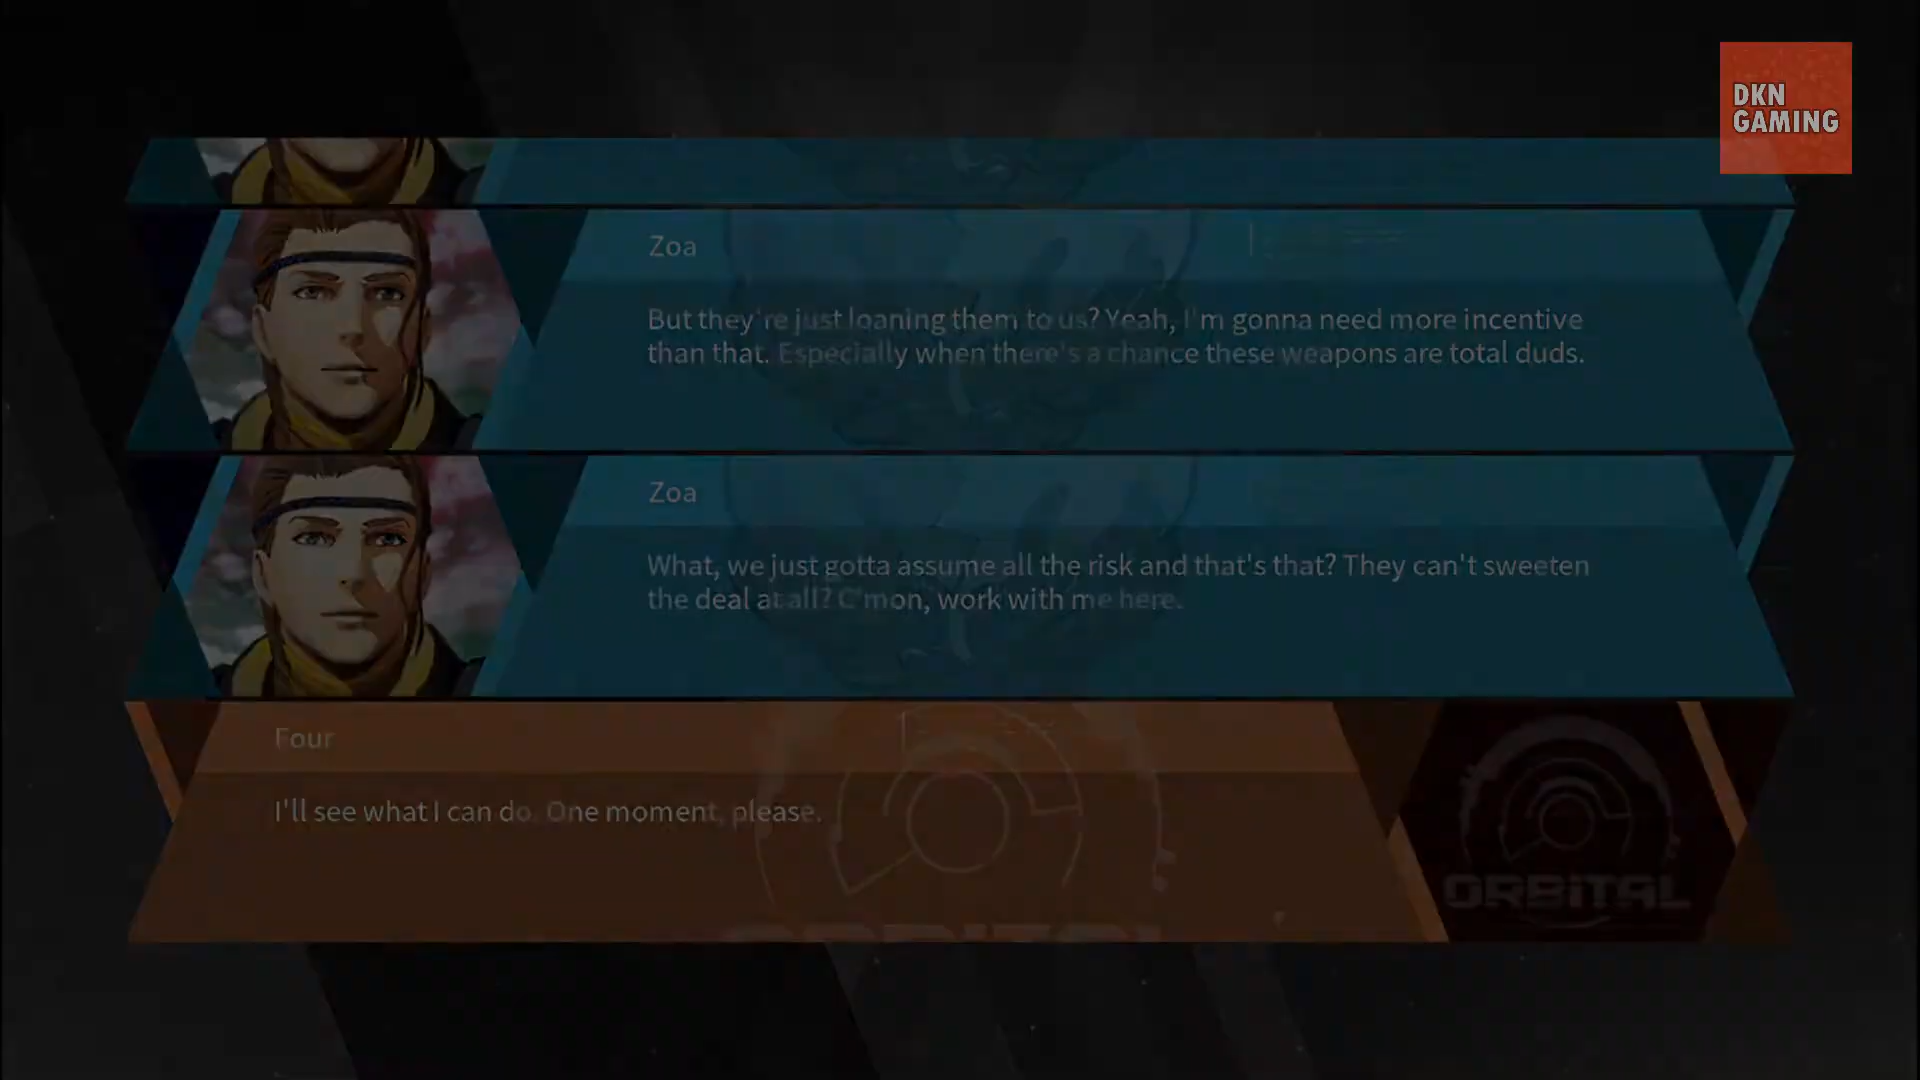 DKN
GAMING
Zoa
But they're just loaning them to us? Yeah, I'm gonna need more incentive
than that. Especially when there's a chance these weapons are total duds.
Zoa
What, we just gotta assume all the risk and that's that? They can't sweeten
the deal at all? C'mon, work with me here.
Four
I'll see what I can do. One moment, please.
ORBITAL